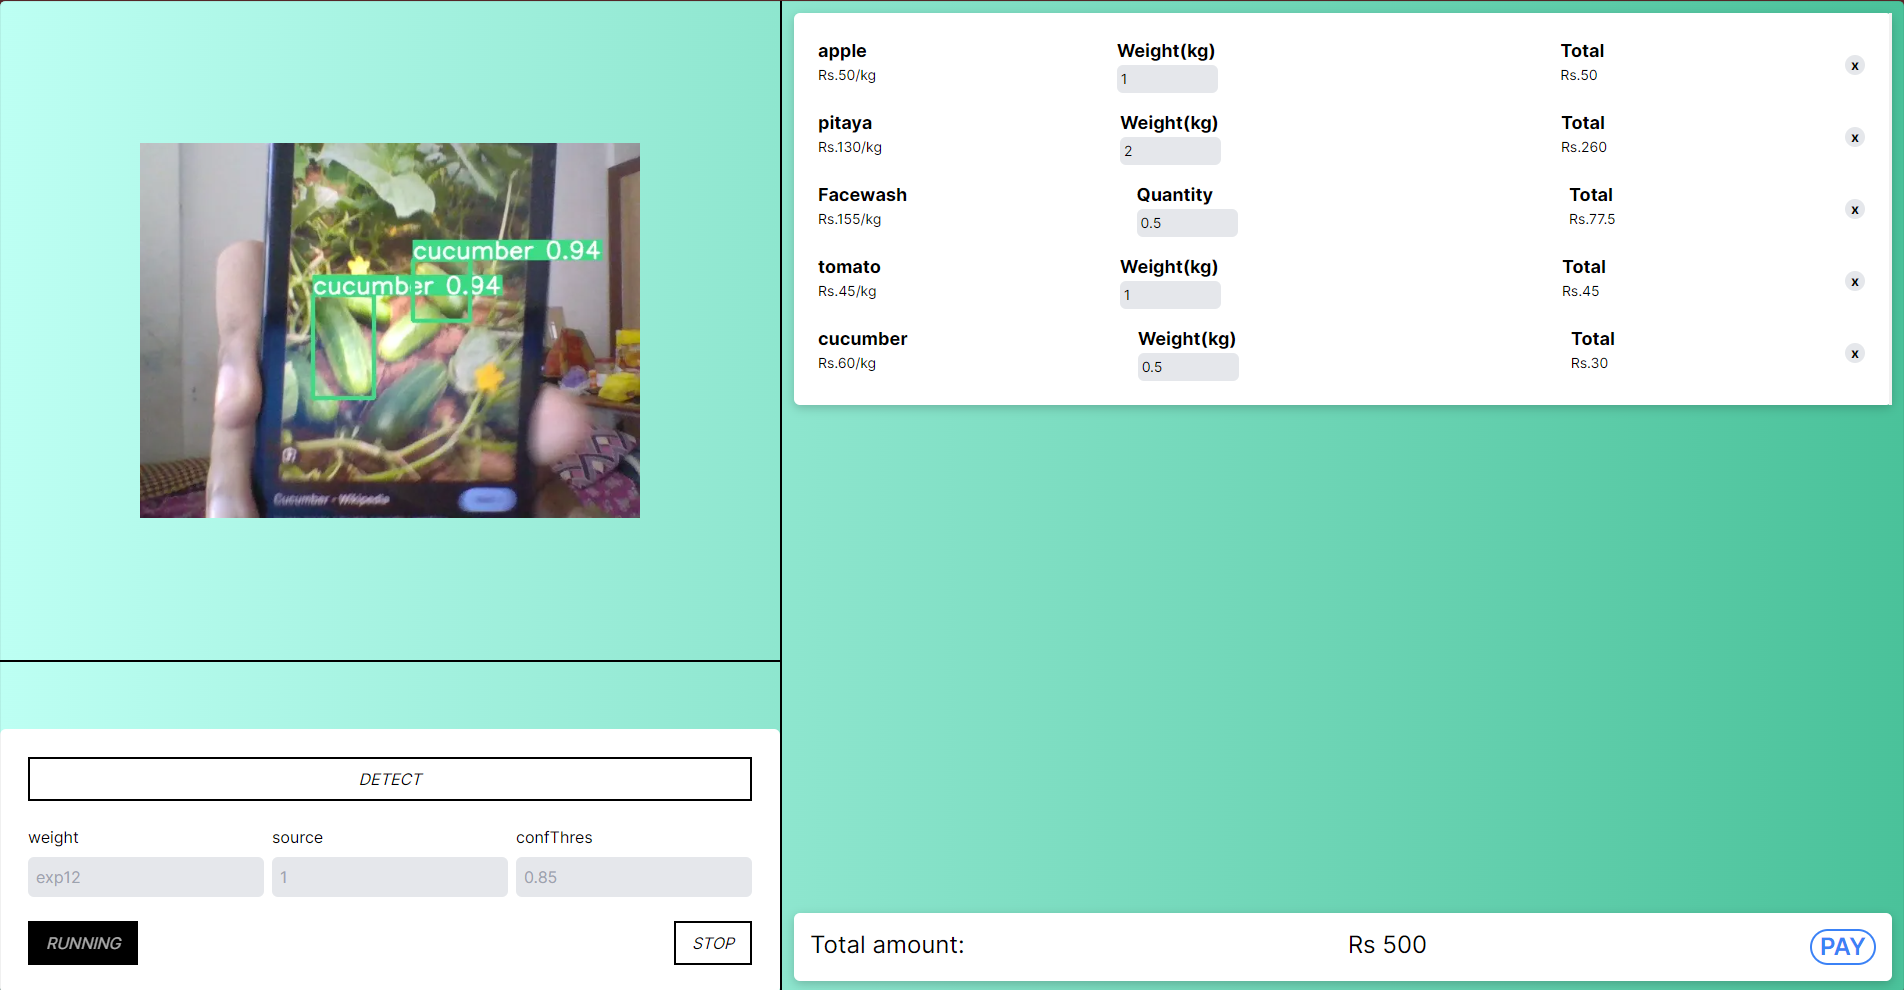 cucumber 0.94
cucumber 0.94
Cucumber - Wikipedia
DETECT
weight source confThres
exp12 1 0.85
RUNNING STOP
apple Weight(kg) Total
Rs.50/kg 1 Rs.50 x
pitaya Weight(kg) Total
Rs.130/kg 2 Rs.260 x
Facewash Quantity Total
Rs.155/kg 0.5 Rs.77.5 x
tomato Weight(kg) Total
Rs.45/kg 1 Rs.45 x
cucumber Weight(kg) Total
Rs.60/kg 0.5 Rs.30 x
Total amount: Rs 500 PAY